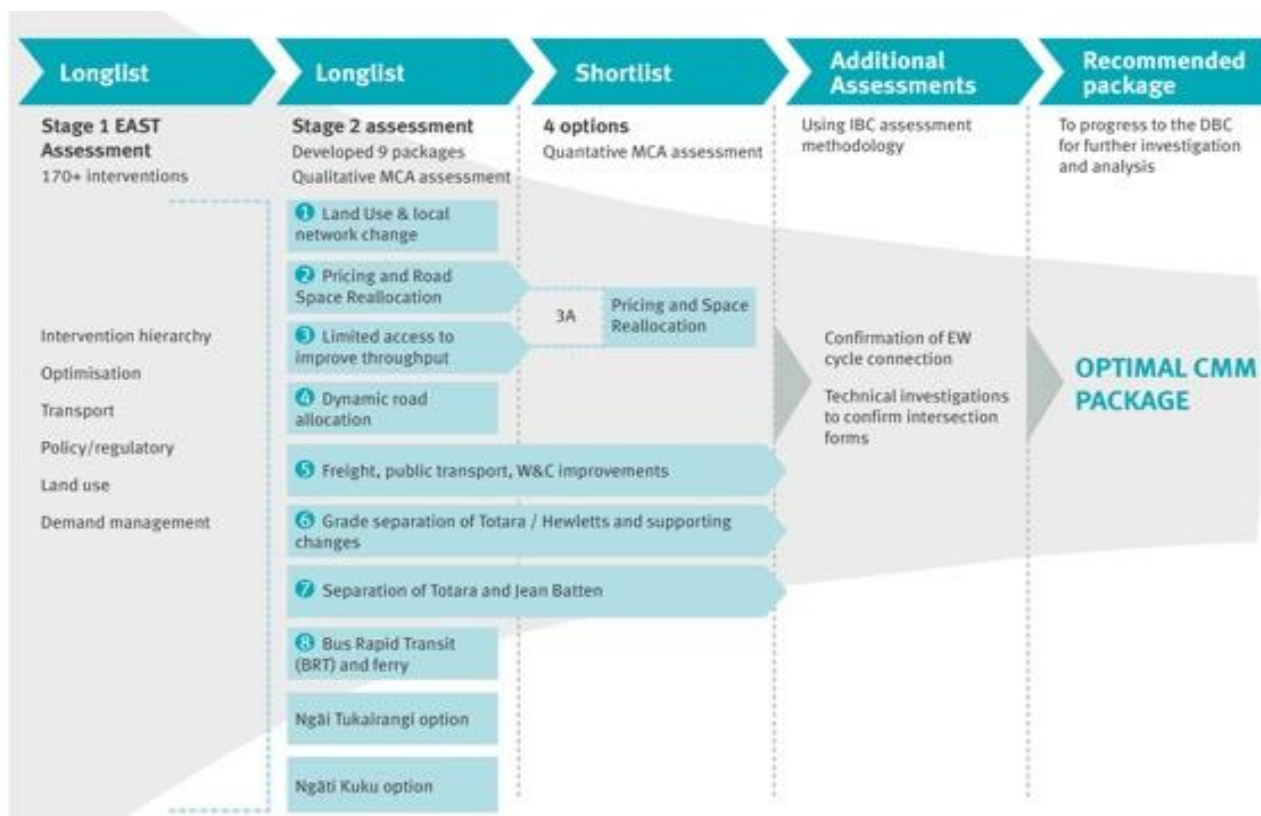 Longlist
Longlist
Shortlist
Additional
Assessments
Recommended
package
Stage 1 EAST
Assessment
170+ interventions
Stage 2 assessment
Developed 9 packages
Qualitative MCA assessment
4 options
Quantative MCA assessment
Using IBC assessment
methodology
To progress to the DBC
for further investigation
and analysis
Intervention hierarchy
Optimisation
Transport
Policy/regulatory
Land use
Demand management
1 Land Use & local
network change
2 Pricing and Road
Space Reallocation
3 Limited access to
improve throughput
4 Dynamic road
allocation
5 Freight, public transport, W&C improvements
6 Grade separation of Totara / Hewletts and supporting
changes
7 Separation of Totara and Jean Batten
8 Bus Rapid Transit
(BRT) and ferry
Ngāi Tukairangi option
Ngāti Kuku option
3A
Pricing and Space
Reallocation
Confirmation of EW
cycle connection
Technical investigations
to confirm intersection
forms
OPTIMAL CMM
PACKAGE